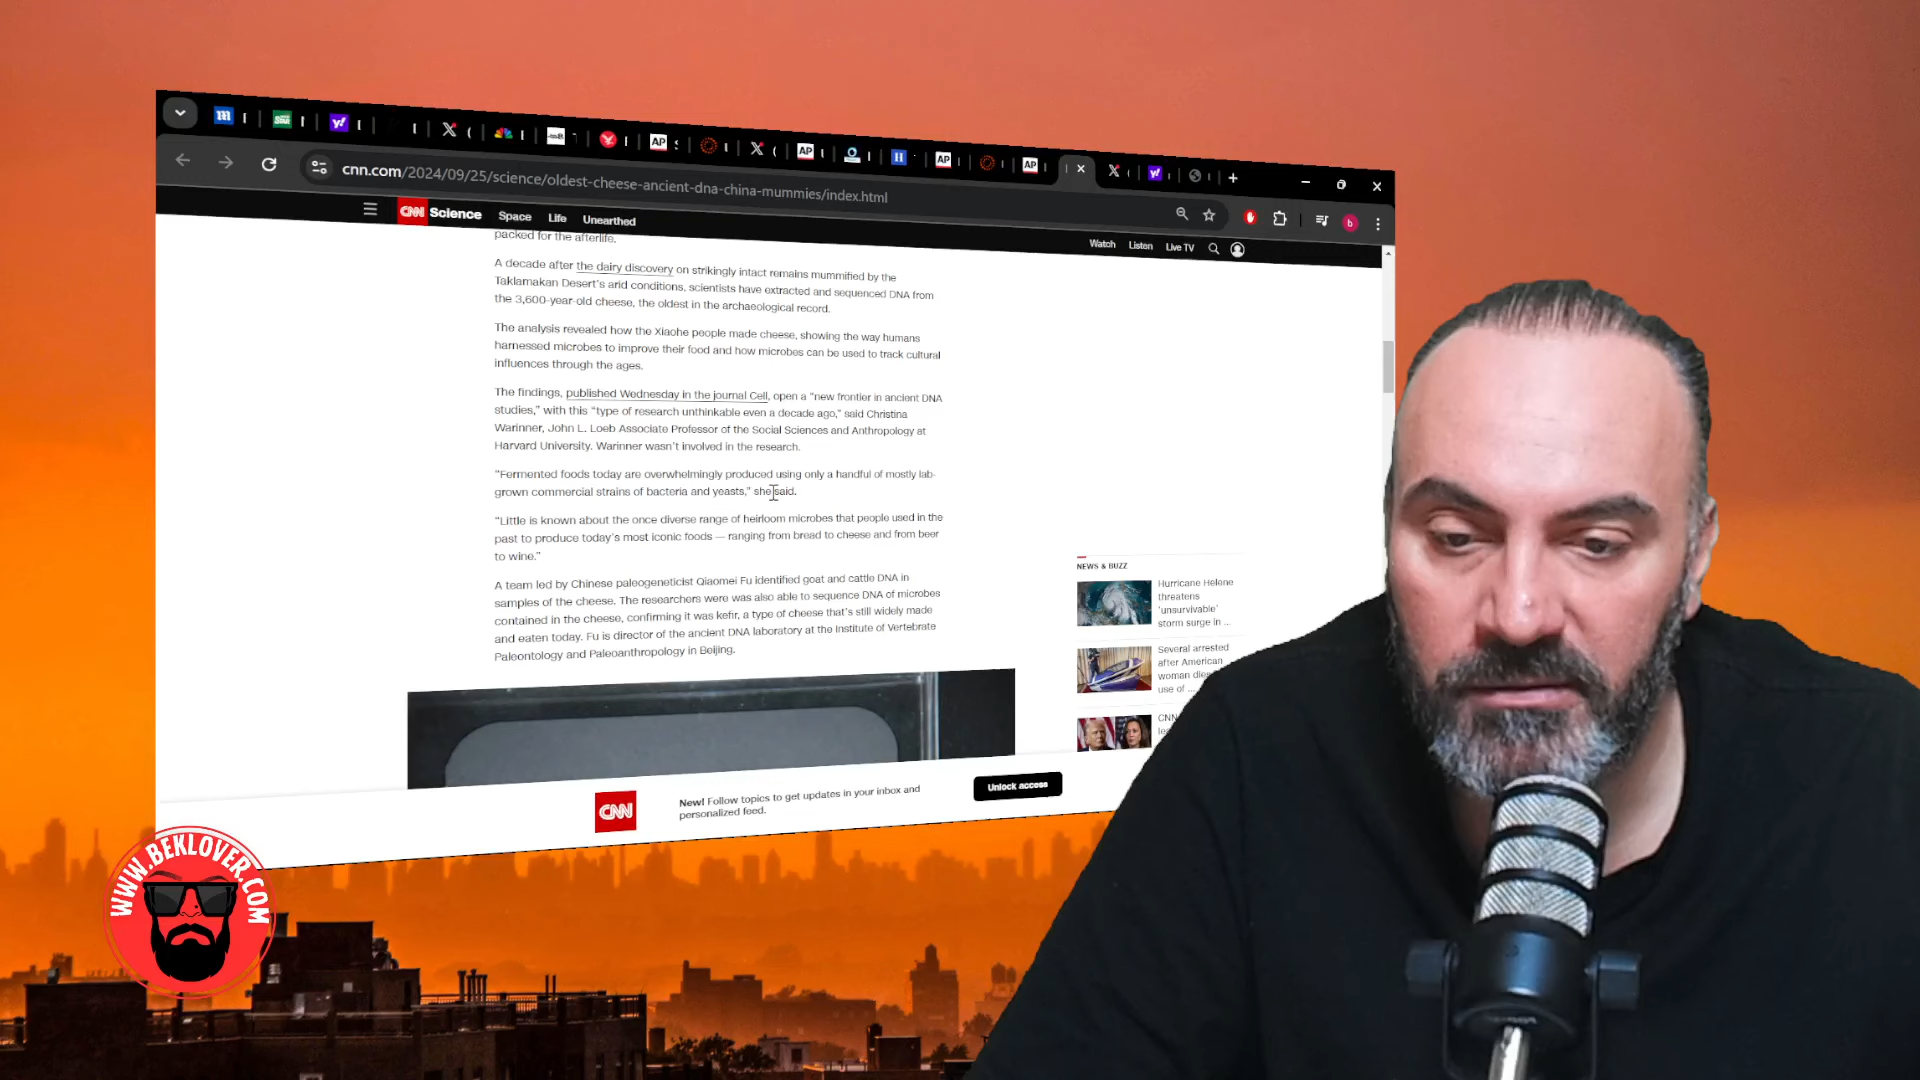 cnn.com/2024/09/25/science/oldest-cheese-ancient-dna-china-mummies/index.html
CNN Science Space Life Unearthed
Watch Listen Live TV
packed for the afterlife.
A decade after the dairy discovery on strikingly intact remains mummified by the
Taklamakan Desert's arid conditions, scientists have extracted and sequenced DNA from
the 3,600-year-old cheese, the oldest in the archaeological record.
The analysis revealed how the Xiaohe people made cheese, showing the way humans
harnessed microbes to improve their food and how microbes can be used to track cultural
influences through the ages.
The findings, published Wednesday in the journal Cell, open a “new frontier in ancient DNA
studies,” with this “type of research unthinkable even a decade ago,” said Christina
Warinner, John L. Loeb Associate Professor of the Social Sciences and Anthropology at
Harvard University. Warinner wasn't involved in the research.
“Fermented foods today are overwhelmingly produced using only a handful of mostly lab-
grown commercial strains of bacteria and yeasts,” she said.
“Little is known about the once diverse range of heirloom microbes that people used in the
past to produce today's most iconic foods — ranging from bread to cheese and from beer
to wine.”
A team led by Chinese paleogeneticist Qiaomei Fu identified goat and cattle DNA in
samples of the cheese. The researchers were was also able to sequence DNA of microbes
contained in the cheese, confirming it was kefir, a type of cheese that's still widely made
and eaten today. Fu is director of the ancient DNA laboratory at the Institute of Vertebrate
Paleontology and Paleoanthropology in Beijing.
NEWS & BUZZ
Hurricane Helene
threatens
'unsurvivable'
storm surge in ...
Several arrested
after American
woman dies
use of ...
CNN
CNN
New! Follow topics to get updates in your inbox and
personalized feed.
Unlock access
WWW.BEKLOVER.COM